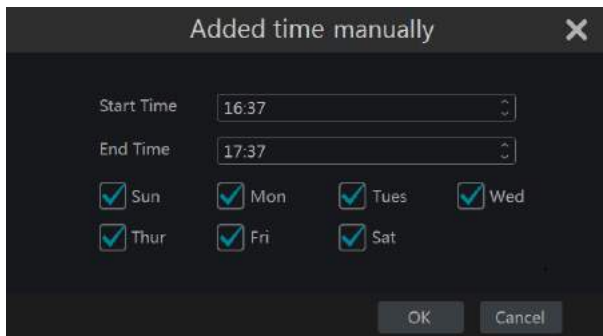 Added time manually
Start Time 16:37
End Time 17:37
Sun Mon Tues Wed
Thur Fri Sat
OK Cancel